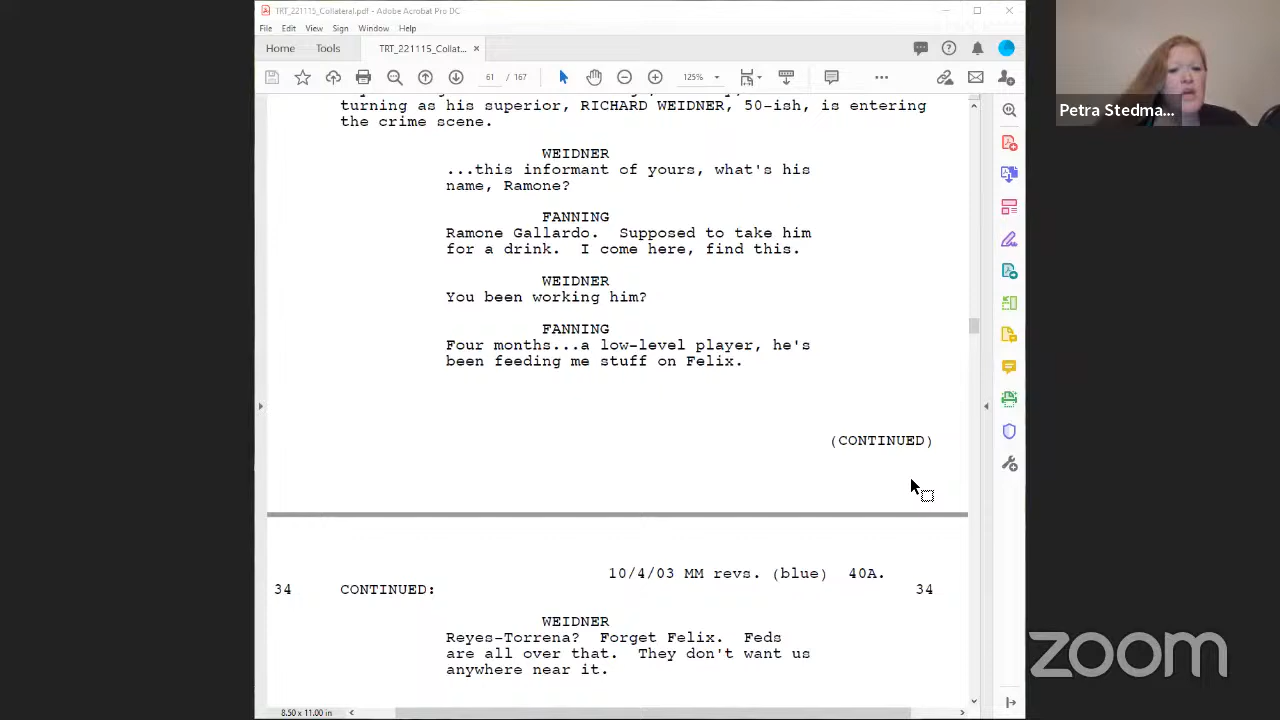 TRT_221115_Collateral.pdf - Adobe Acrobat Pro DC
File Edit View Sign Window Help
Home Tools TRT_221115_Collat... ×
61 / 167 125%
turning as his superior, RICHARD WEIDNER, 50-ish, is entering
the crime scene.
WEIDNER
...this informant of yours, what's his
name, Ramone?
FANNING
Ramone Gallardo. Supposed to take him
for a drink. I come here, find this.
WEIDNER
You been working him?
FANNING
Four months...a low-level player, he's
been feeding me stuff on Felix.
(CONTINUED)
10/4/03 MM revs. (blue) 40A.
34 CONTINUED: 34
WEIDNER
Reyes-Torrena? Forget Felix. Feds
are all over that. They don't want us
anywhere near it.
8.50 x 11.00 in
Petra Stedma...
zoom